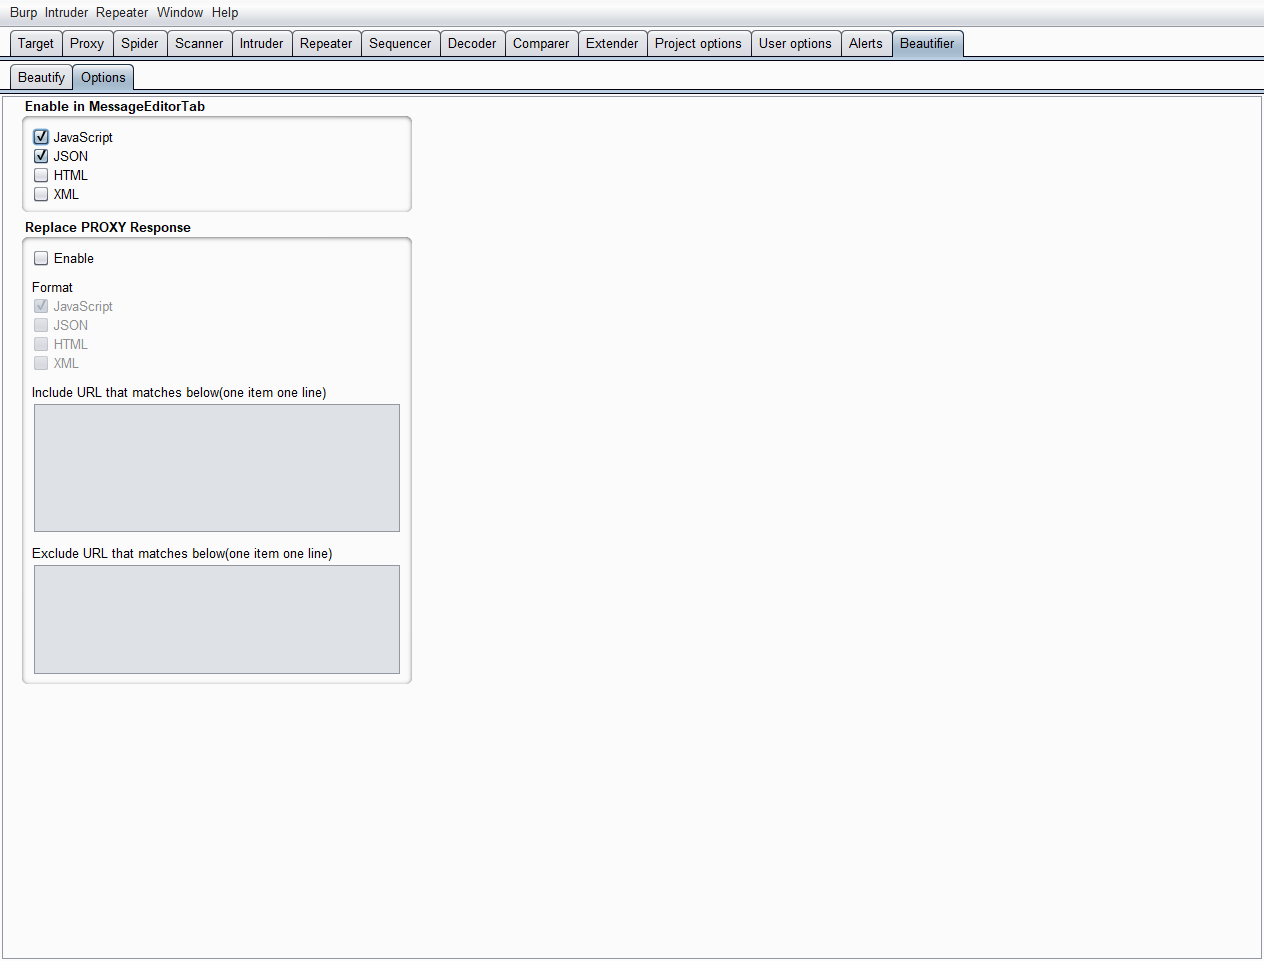 Burp Intruder Repeater Window Help
Target Proxy Spider Scanner Intruder Repeater Sequencer Decoder Comparer Extender Project options User options Alerts Beautifier
Beautify Options
Enable in MessageEditorTab
JavaScript
JSON
HTML
XML
Replace PROXY Response
Enable
Format
JavaScript
JSON
HTML
XML
Include URL that matches below(one item one line)
Exclude URL that matches below(one item one line)